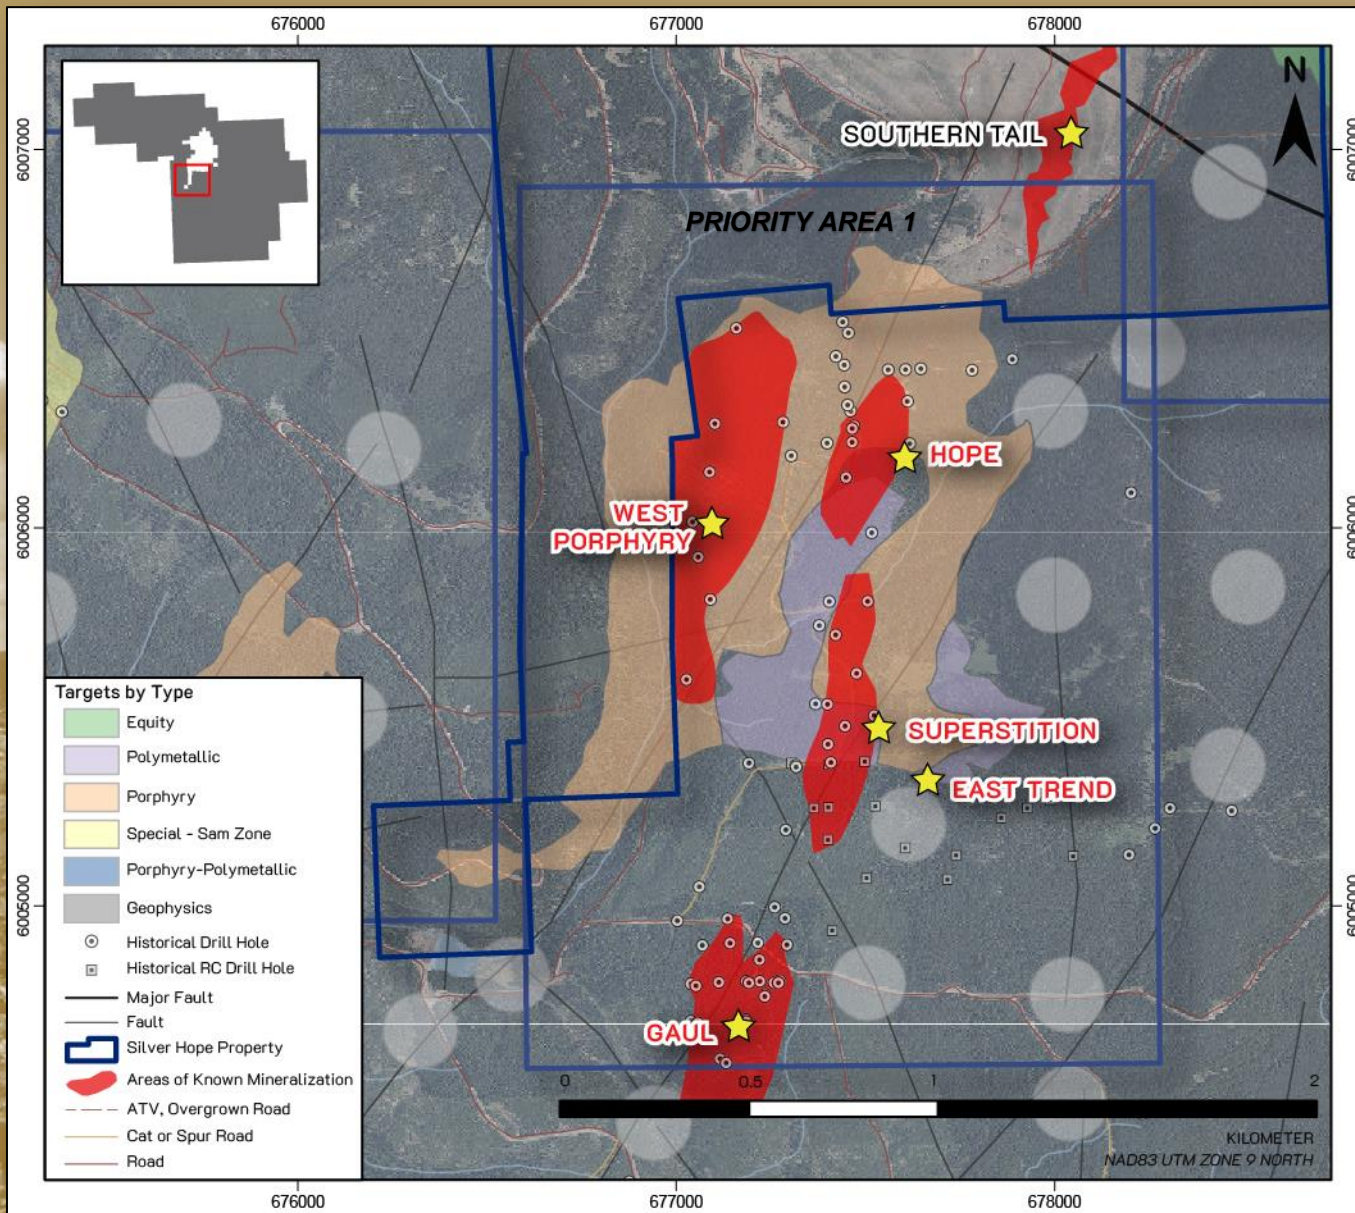 676000
677000
678000
N
6007000
6007000
SOUTHERN TAIL
PRIORITY AREA 1
HOPE
WEST
PORPHYRY
6006000
6006000
SUPERSTITION
EAST TREND
6005000
6005000
GAUL
Targets by Type
Equity
Polymetallic
Porphyry
Special - Sam Zone
Porphyry-Polymetallic
Geophysics
Historical Drill Hole
Historical RC Drill Hole
Major Fault
Fault
Silver Hope Property
Areas of Known Mineralization
ATV, Overgrown Road
Cat or Spur Road
Road
0 0.5 1 2
KILOMETER
NAD83 UTM ZONE 9 NORTH
676000
677000
678000